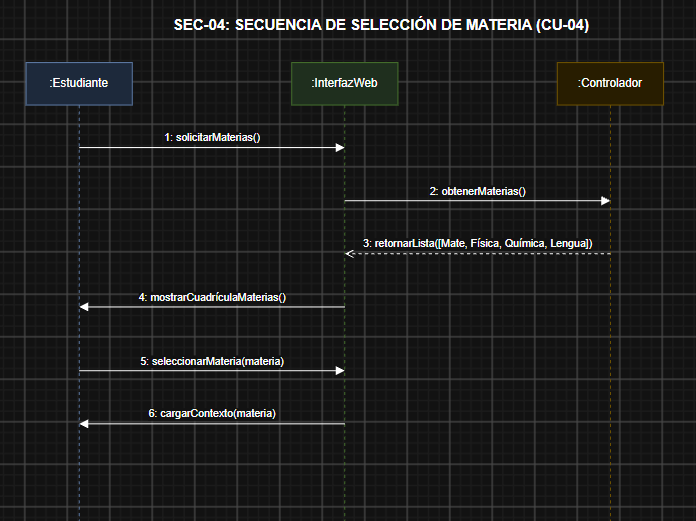 SEC-04: SECUENCIA DE SELECCIÓN DE MATERIA (CU-04)
:Estudiante
:InterfazWeb
:Controlador
1: solicitarMaterias()
2: obtenerMaterias()
3: retornarLista([Mate, Física, Química, Lengua])
4: mostrarCuadrículaMaterias()
5: seleccionarMateria(materia)
6: cargarContexto(materia)